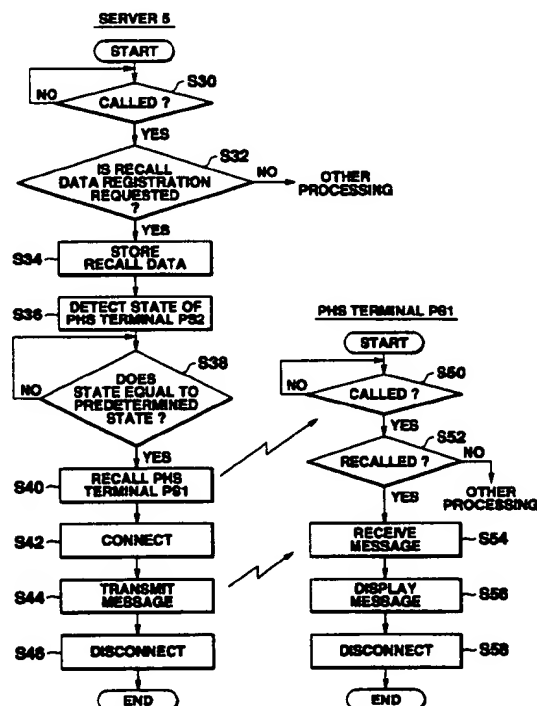 SERVER 5
START
S30
CALLED ?
NO
YES
S32
IS RECALL
DATA REGISTRATION
REQUESTED
?
NO
OTHER
PROCESSING
YES
S34
STORE
RECALL DATA
S36
DETECT STATE OF
PHS TERMINAL PS2
S38
DOES
STATE EQUAL TO
PREDETERMINED
STATE ?
NO
YES
S40
RECALL PHS
TERMINAL PS1
S42
CONNECT
S44
TRANSMIT
MESSAGE
S46
DISCONNECT
END
PHS TERMINAL PS1
START
S50
CALLED ?
NO
YES
S52
RECALLED ?
NO
OTHER
PROCESSING
YES
RECEIVE
MESSAGE
S54
DISPLAY
MESSAGE
S56
DISCONNECT
S58
END